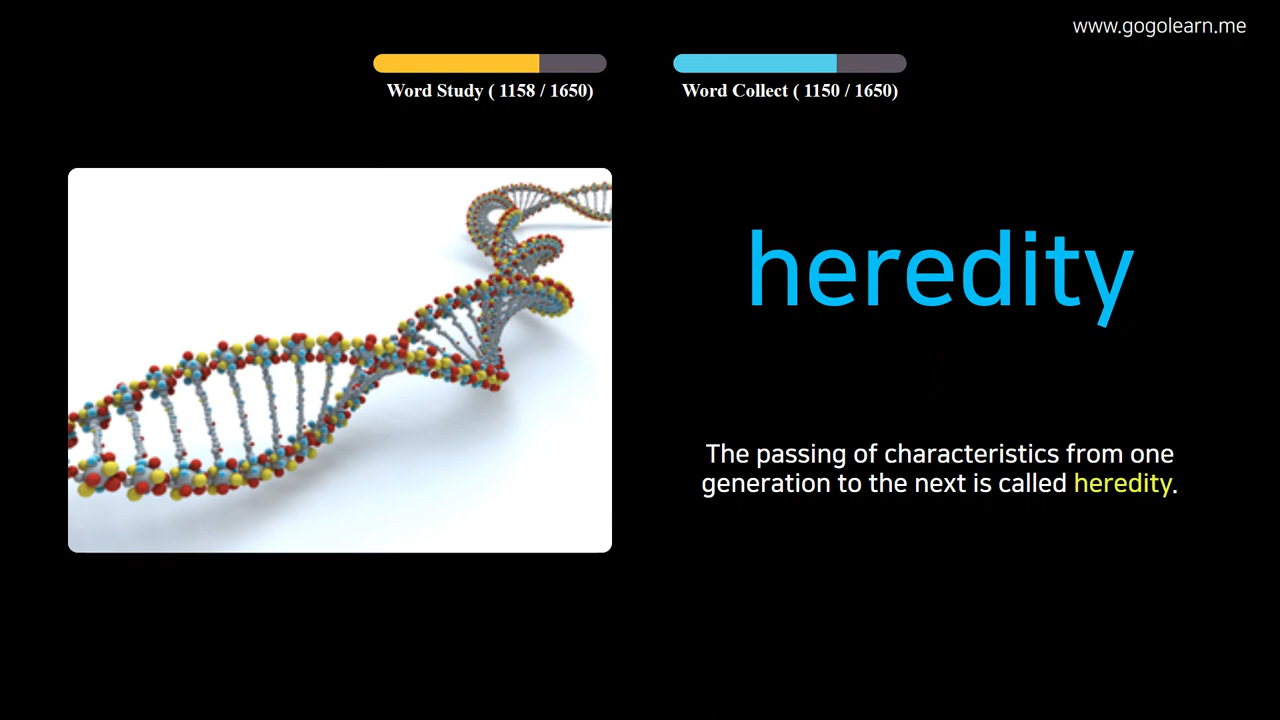 www.gogolearn.me
Word Study ( 1158 / 1650)
Word Collect ( 1150 / 1650)
heredity
The passing of characteristics from one
generation to the next is called heredity.